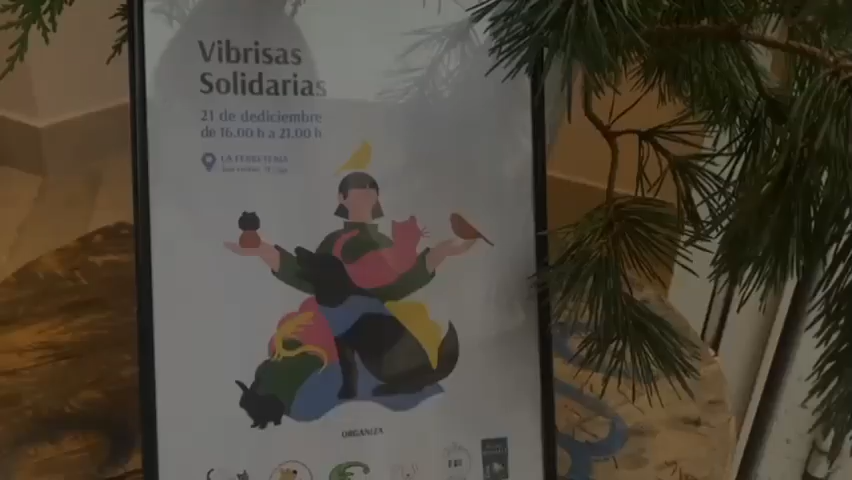 Vibrisas
Solidarias
21 de dediciembre
de 16.00 h a 21.00 h
LA FERRETERIA
ORGANIZA